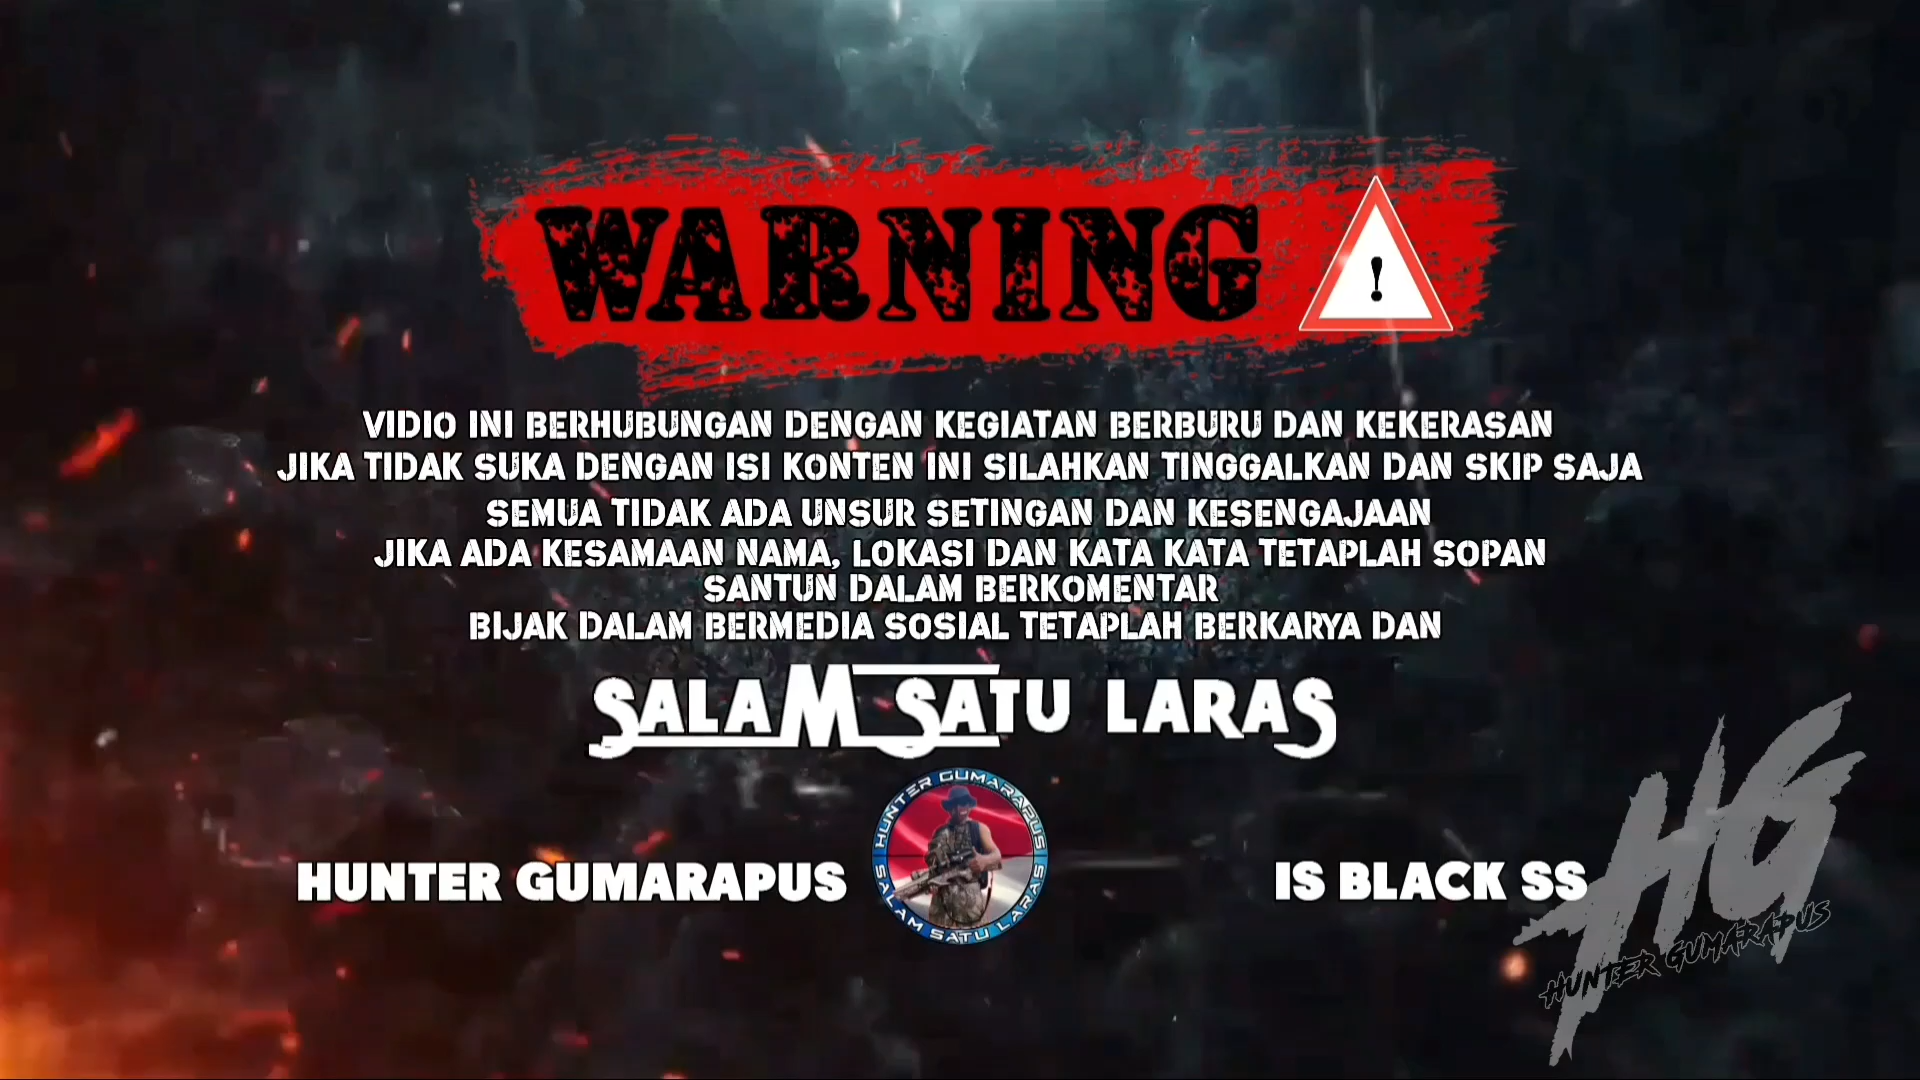 WARNING !
VIDIO INI BERHUBUNGAN DENGAN KEGIATAN BERBURU DAN KEKERASAN
JIKA TIDAK SUKA DENGAN ISI KONTEN INI SILAHKAN TINGGALKAN DAN SKIP SAJA
SEMUA TIDAK ADA UNSUR SETINGAN DAN KESENGAJAAN
JIKA ADA KESAMAAN NAMA, LOKASI DAN KATA KATA TETAPLAH SOPAN
SANTUN DALAM BERKOMENTAR
BIJAK DALAM BERMEDIA SOSIAL TETAPLAH BERKARYA DAN
SALAM SATU LARAS
HUNTER GUMARAPUS
HUNTER GUMARAPUS
SALAM SATU LARAS
IS BLACK SS
HG
HUNTER GUMARAPUS